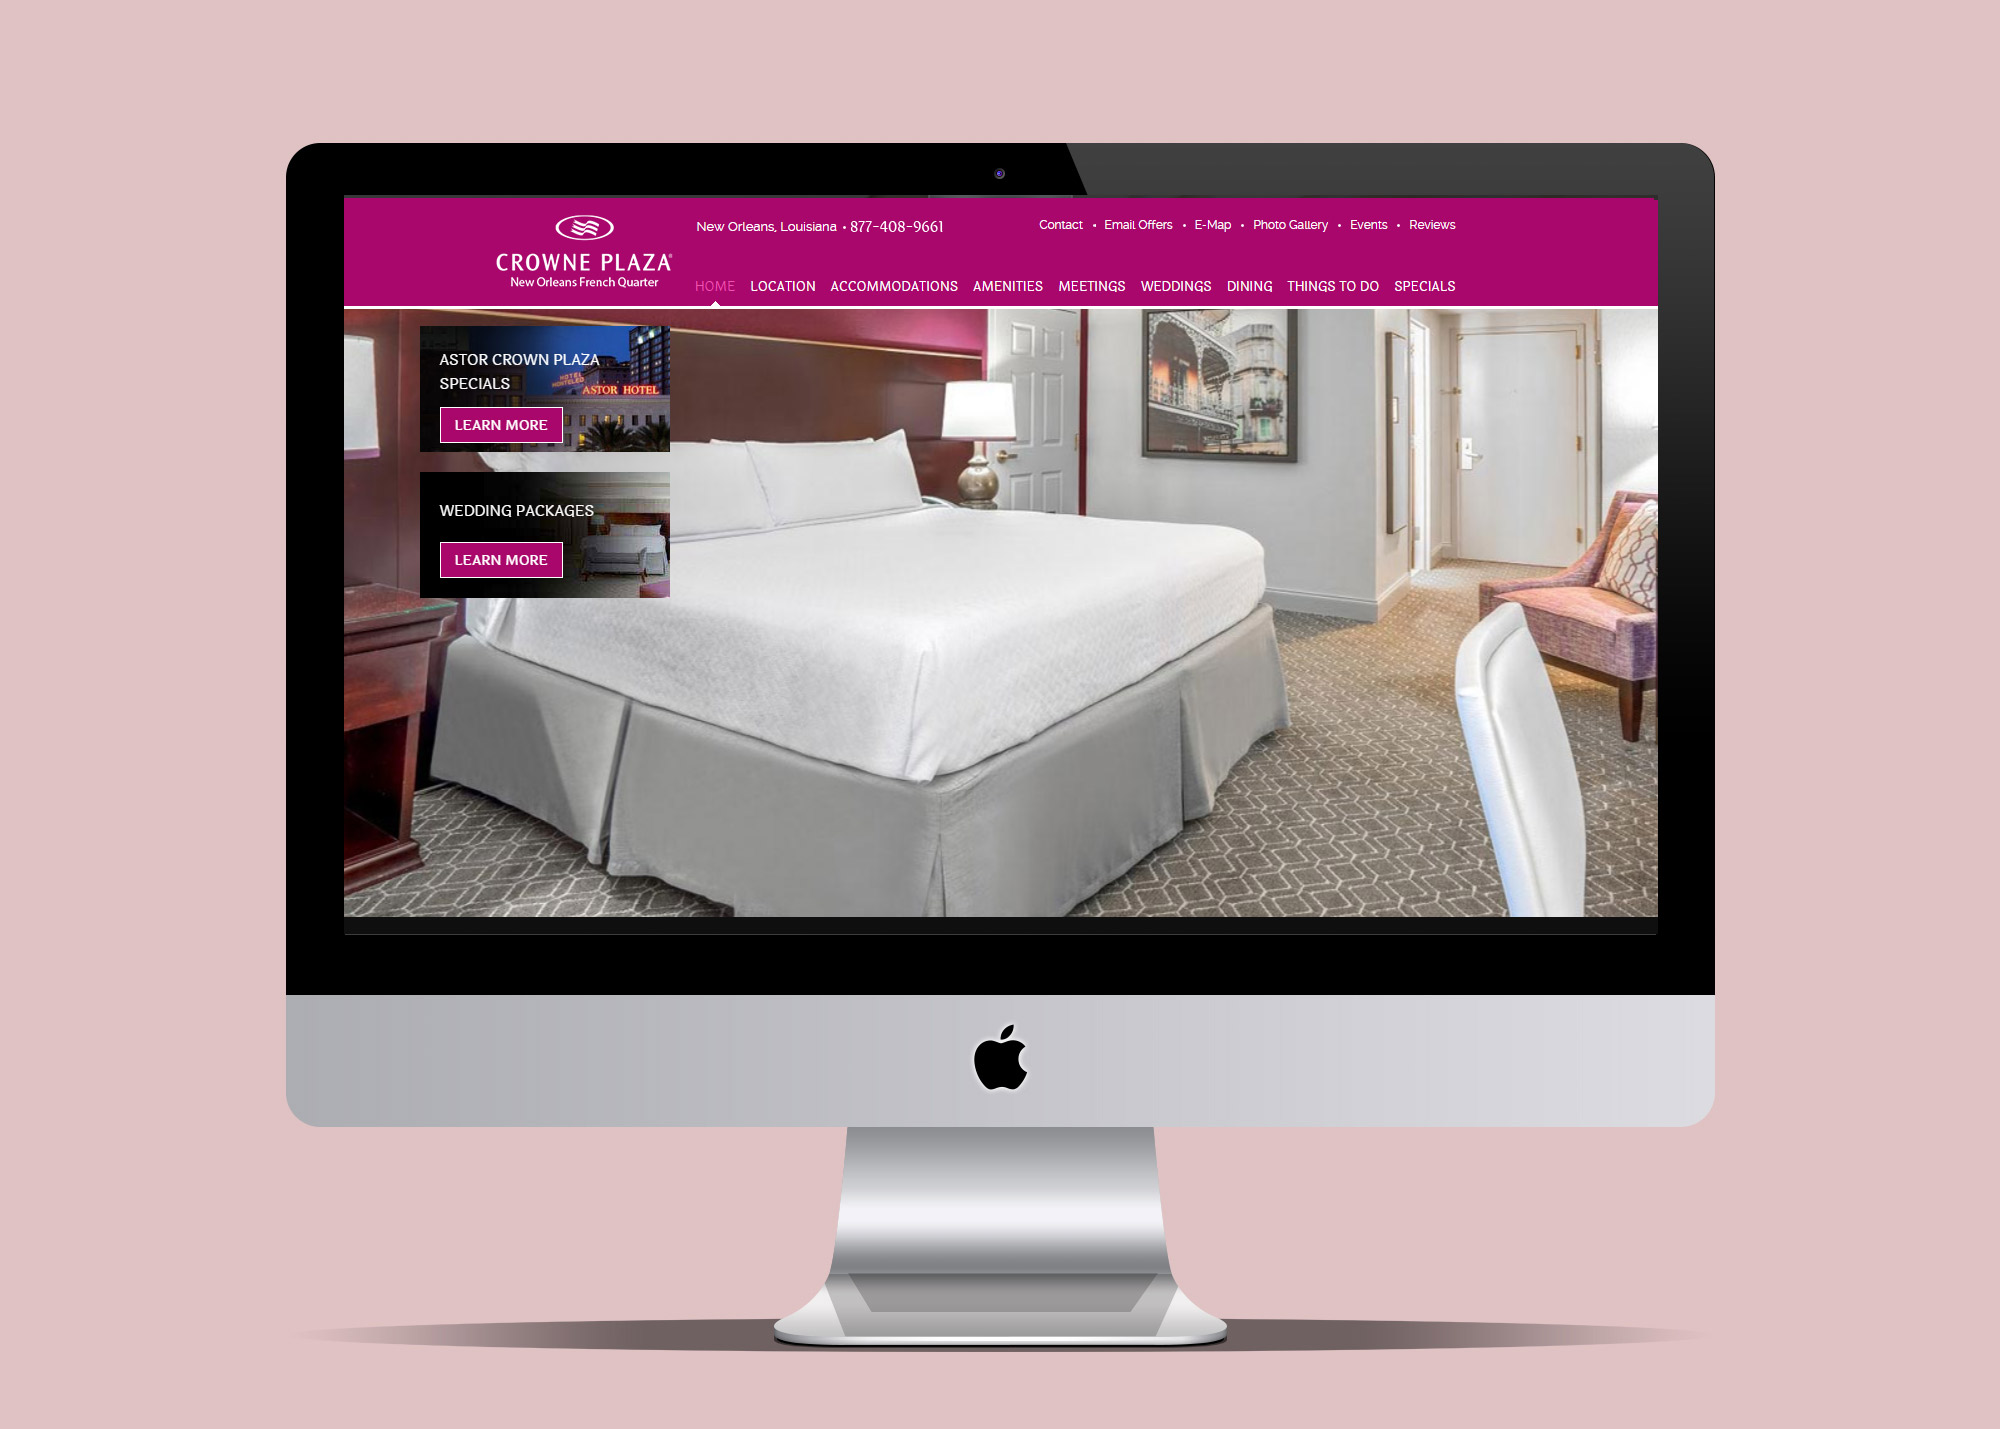 New Orleans, Louisiana • 877-408-9661
Contact • Email Offers • E-Map • Photo Gallery • Events • Reviews
CROWNE PLAZA®
New Orleans French Quarter
HOME LOCATION ACCOMMODATIONS AMENITIES MEETINGS WEDDINGS DINING THINGS TO DO SPECIALS
ASTOR CROWN PLAZA
SPECIALS
HOTEL
MONTELEO
ASTOR HOTEL
LEARN MORE
WEDDING PACKAGES
LEARN MORE